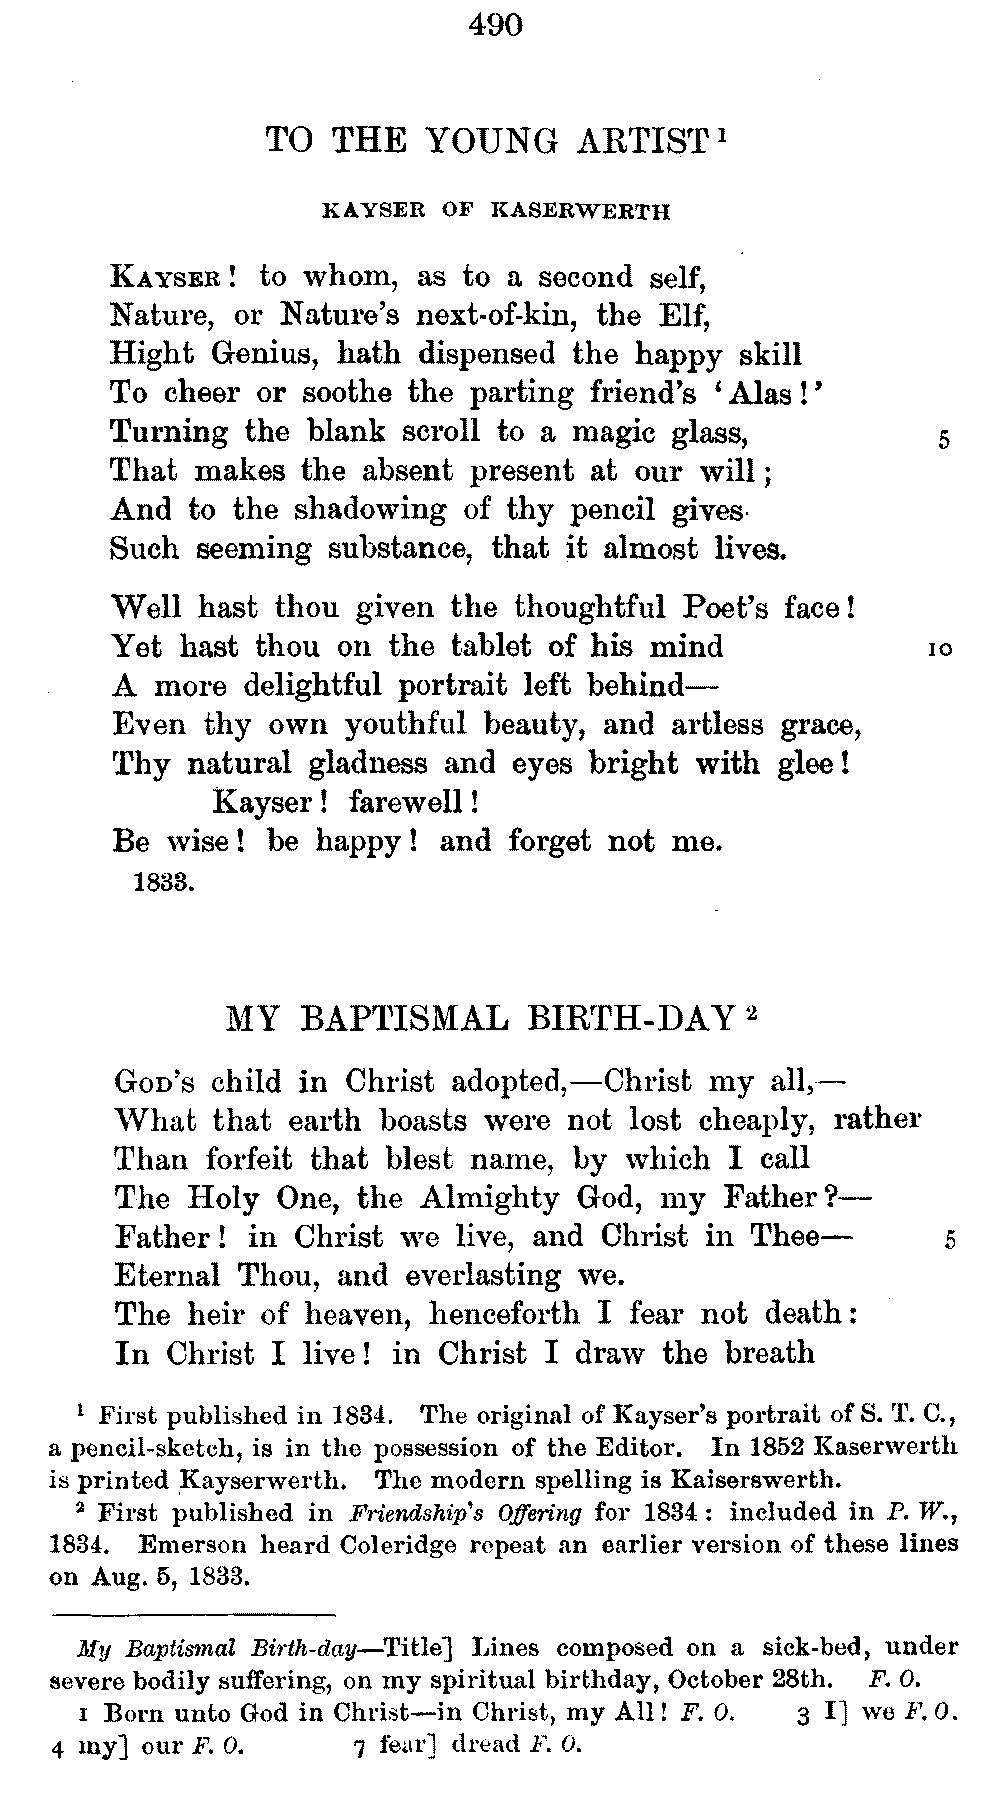 490
TO THE YOUNG ARTIST ¹
KAYSER OF KASERWERTH
KAYSER! to whom, as to a second self,
Nature, or Nature's next-of-kin, the Elf,
Hight Genius, hath dispensed the happy skill
To cheer or soothe the parting friend's 'Alas!'
Turning the blank scroll to a magic glass, 5
That makes the absent present at our will;
And to the shadowing of thy pencil gives
Such seeming substance, that it almost lives.
Well hast thou given the thoughtful Poet's face!
Yet hast thou on the tablet of his mind 10
A more delightful portrait left behind—
Even thy own youthful beauty, and artless grace,
Thy natural gladness and eyes bright with glee!
Kayser! farewell!
Be wise! be happy! and forget not me.
1833.
MY BAPTISMAL BIRTH-DAY ²
GOD'S child in Christ adopted,—Christ my all,—
What that earth boasts were not lost cheaply, rather
Than forfeit that blest name, by which I call
The Holy One, the Almighty God, my Father?—
Father! in Christ we live, and Christ in Thee— 5
Eternal Thou, and everlasting we.
The heir of heaven, henceforth I fear not death:
In Christ I live! in Christ I draw the breath
¹ First published in 1834. The original of Kayser's portrait of S. T. C.,
a pencil-sketch, is in the possession of the Editor. In 1852 Kaserwerth
is printed Kayserwerth. The modern spelling is Kaiserswerth.
² First published in Friendship's Offering for 1834: included in P. W.,
1834. Emerson heard Coleridge repeat an earlier version of these lines
on Aug. 5, 1833.
My Baptismal Birth-day—Title] Lines composed on a sick-bed, under
severe bodily suffering, on my spiritual birthday, October 28th. F. O.
1 Born unto God in Christ—in Christ, my All! F. O. 3 I] we F. O.
4 my] our F. O. 7 fear] dread F. O.